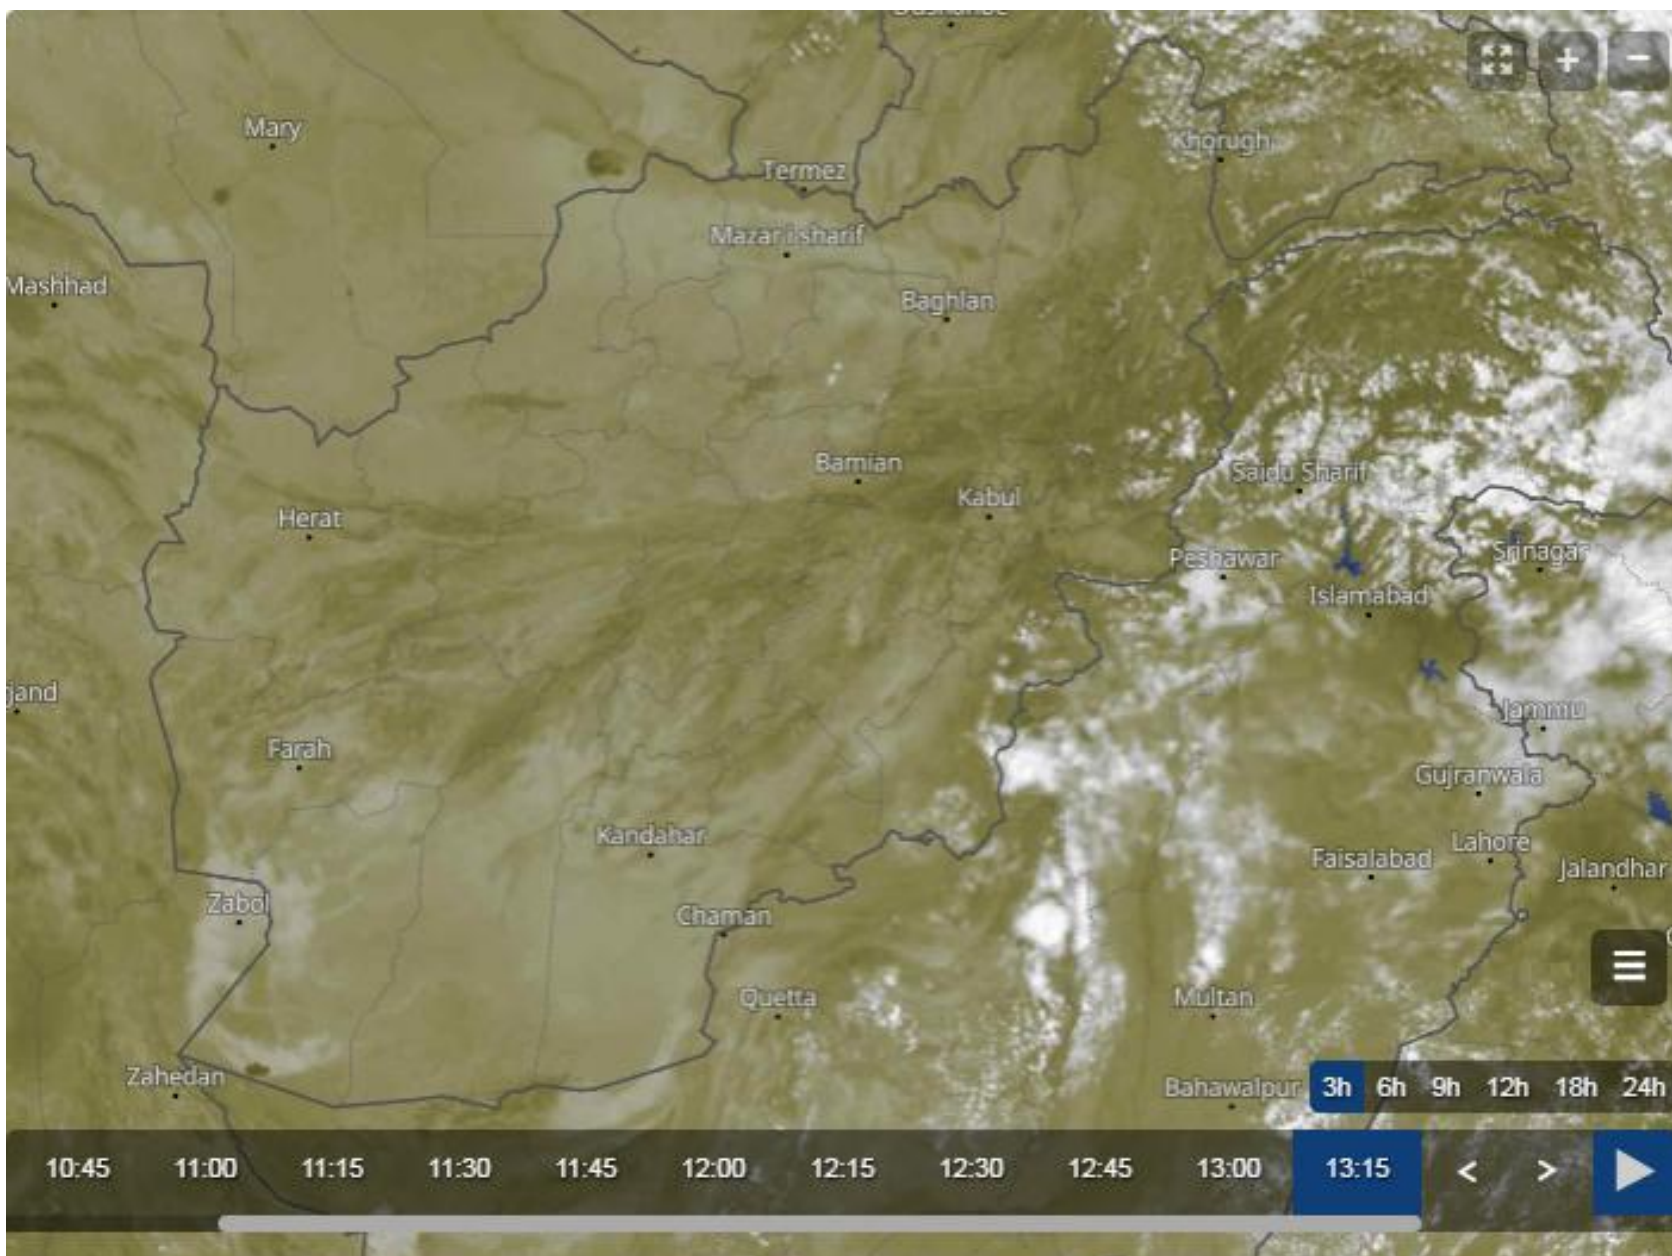 Mary
Khorugh
Termez
Mazar i sharif
Mashhad
Baghlan
Bamian
Saidu Sharif
Kabul
Herat
Peshawar
Srinagar
Islamabad
jand
Jammu
Farah
Gujranwala
Kandahar
Lahore
Faisalabad
Jalandhar
Zabol
Chaman
Quetta
Multan
Zahedan
Bahawalpur
3h 6h 9h 12h 18h 24h
10:45 11:00 11:15 11:30 11:45 12:00 12:15 12:30 12:45 13:00 13:15 < >